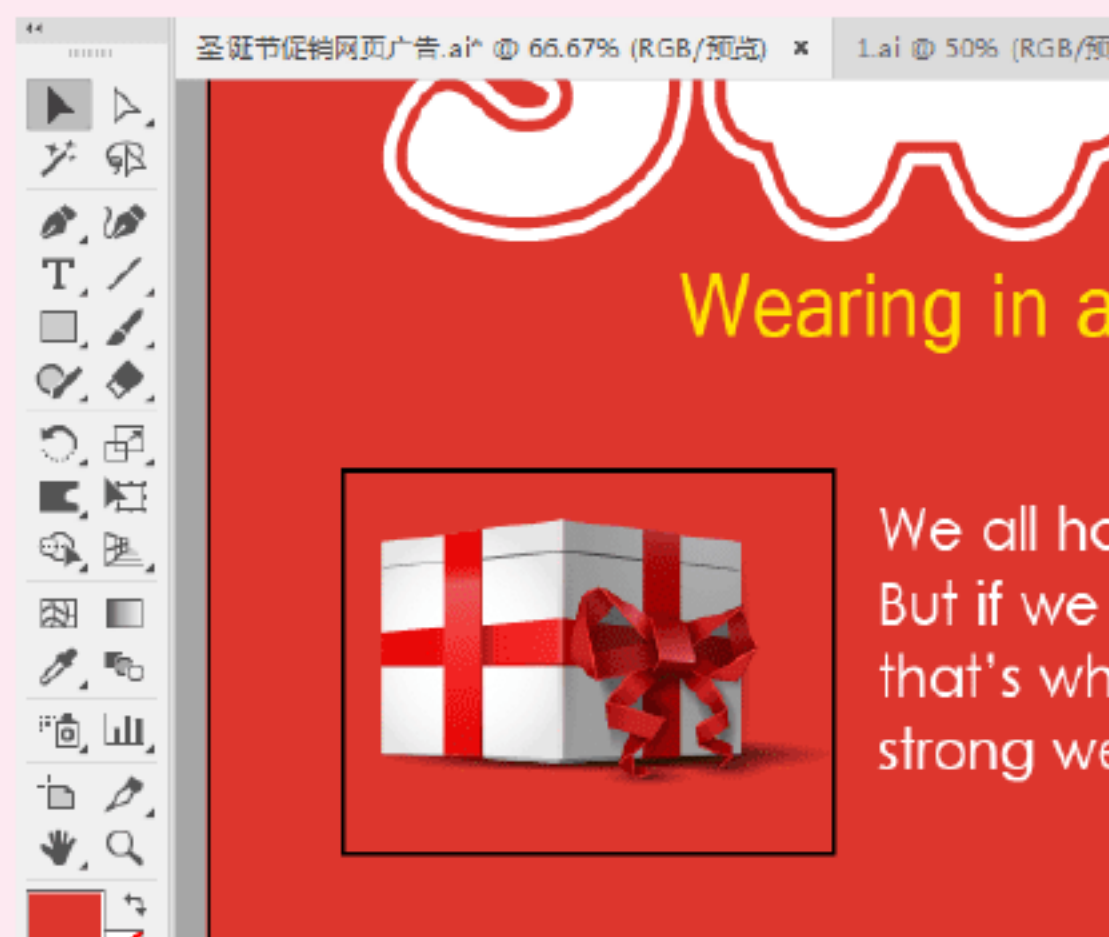 圣诞节促销网页广告.ai* @ 66.67% (RGB/预览) ×
1.ai @ 50% (RGB/预
Wearing in a
We all ha
But if we
that's wh
strong we